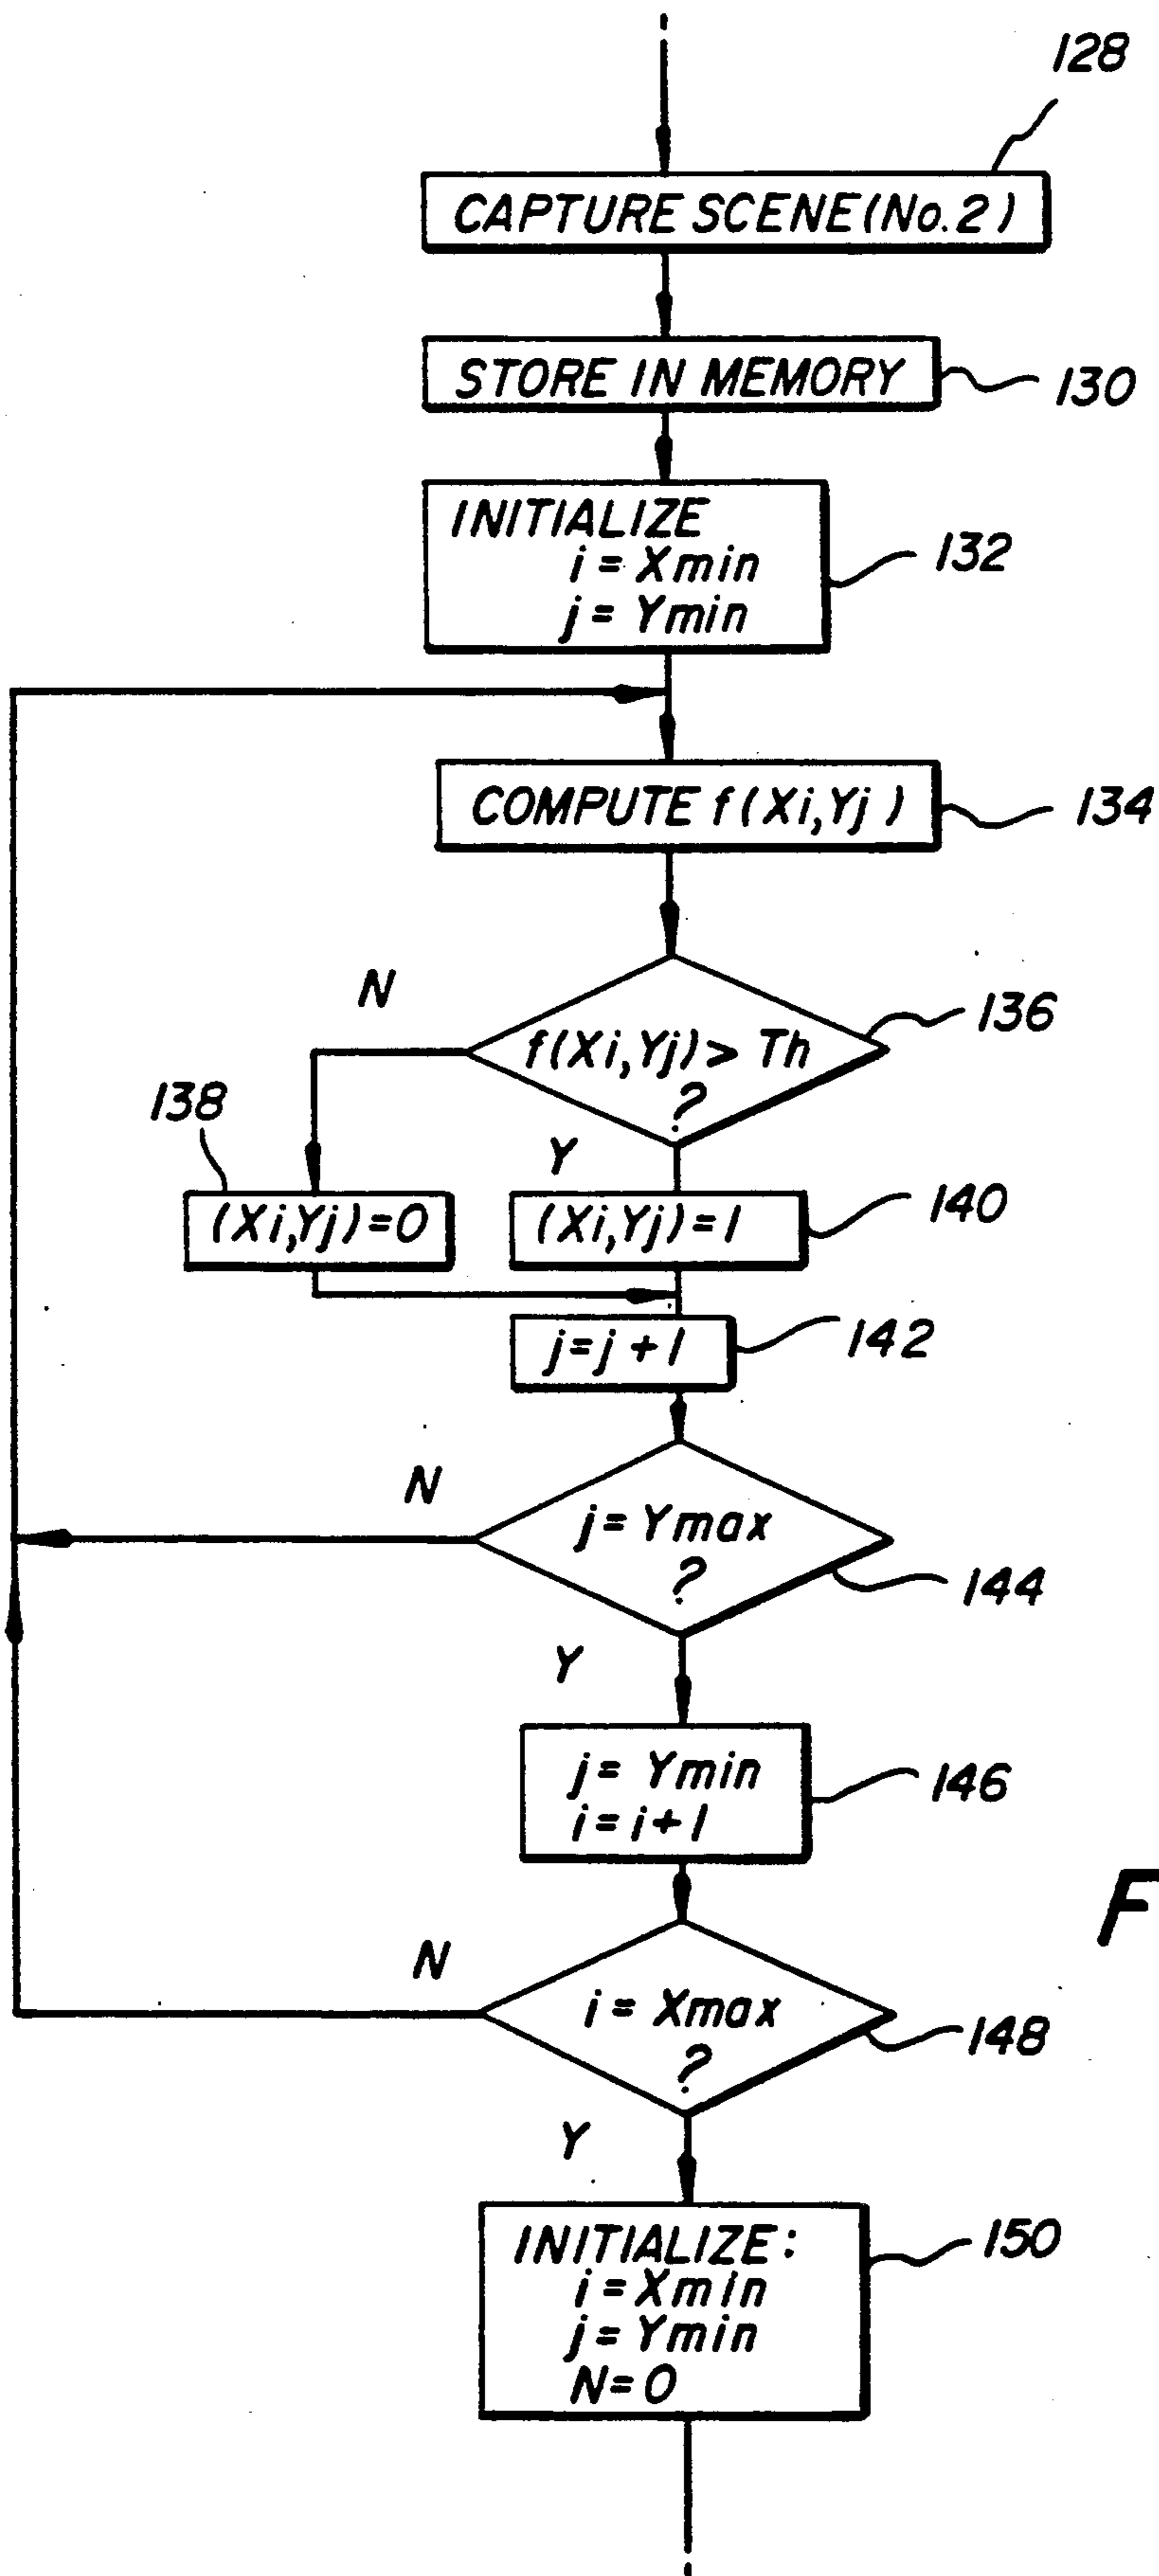 128
CAPTURE SCENE (No. 2)
STORE IN MEMORY
130
INITIALIZE
i = Xmin
j = Ymin
132
COMPUTE f(Xi,Yj)
134
N
136
f(Xi,Yj) > Th
?
138
Y
(Xi,Yj)=0
(Xi,Yj)=1
140
j=j+1
142
N
j = Ymax
?
144
Y
j = Ymin
i = i+1
146
N
i = Xmax
?
148
Y
INITIALIZE:
i = Xmin
j = Ymin
N=0
150
F